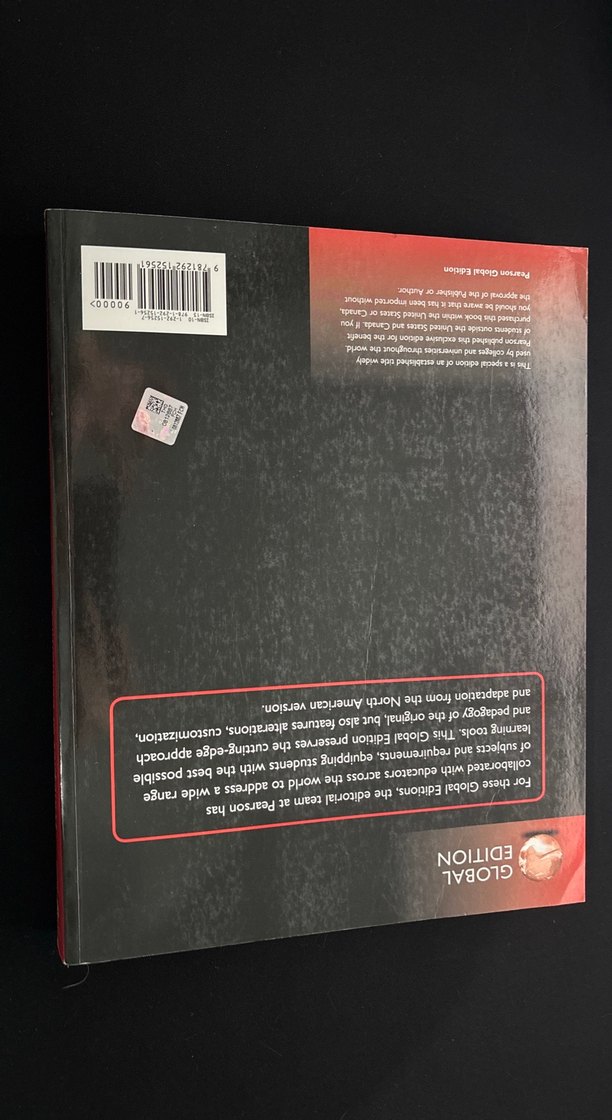 GLOBAL
EDITION
For these Global Editions, the editorial team at Pearson has
collaborated with educators across the world to address a wide range
of subjects and requirements, equipping students with the best possible
learning tools. This Global Edition preserves the cutting-edge approach
and pedagogy of the original, but also features alterations, customization,
and adaptation from the North American version.
This is a special edition of an established title widely
used by colleges and universities throughout the world.
Pearson published this exclusive edition for the benefit
of students outside the United States and Canada. If you
purchased this book within the United States or Canada,
you should be aware that it has been imported without
the approval of the Publisher or Author.
Pearson Global Edition
ISBN-10 1-292-15256-7
ISBN-13 978-1-292-15256-1
90000>
9 781292 152561